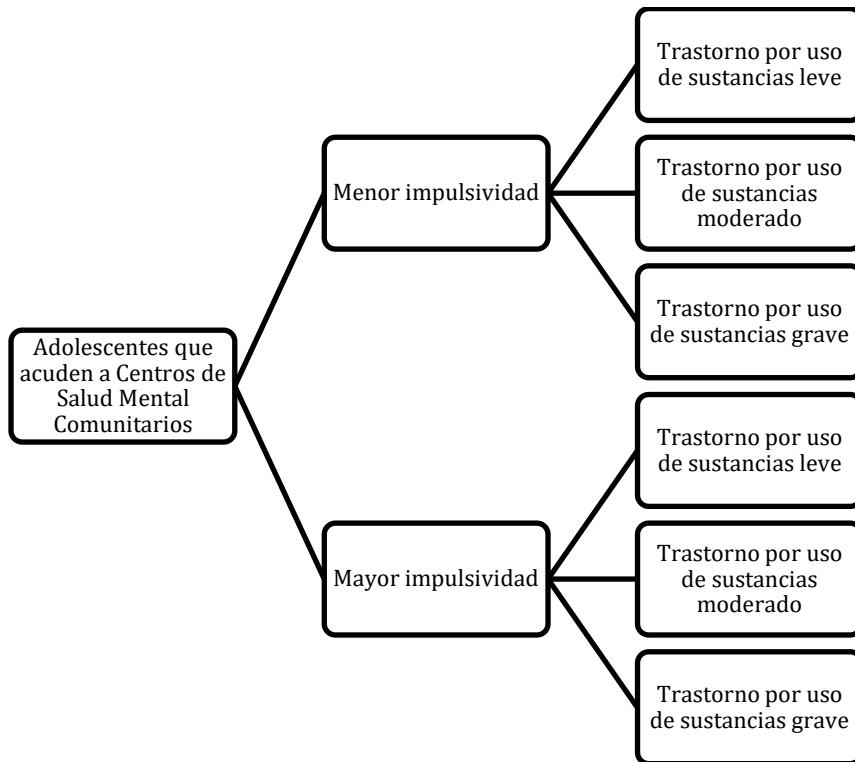 Adolescentes que
acuden a Centros de
Salud Mental
Comunitarios
Menor impulsividad
Trastorno por uso
de sustancias leve
Trastorno por uso
de sustancias
moderado
Trastorno por uso
de sustancias grave
Mayor impulsividad
Trastorno por uso
de sustancias leve
Trastorno por uso
de sustancias
moderado
Trastorno por uso
de sustancias grave